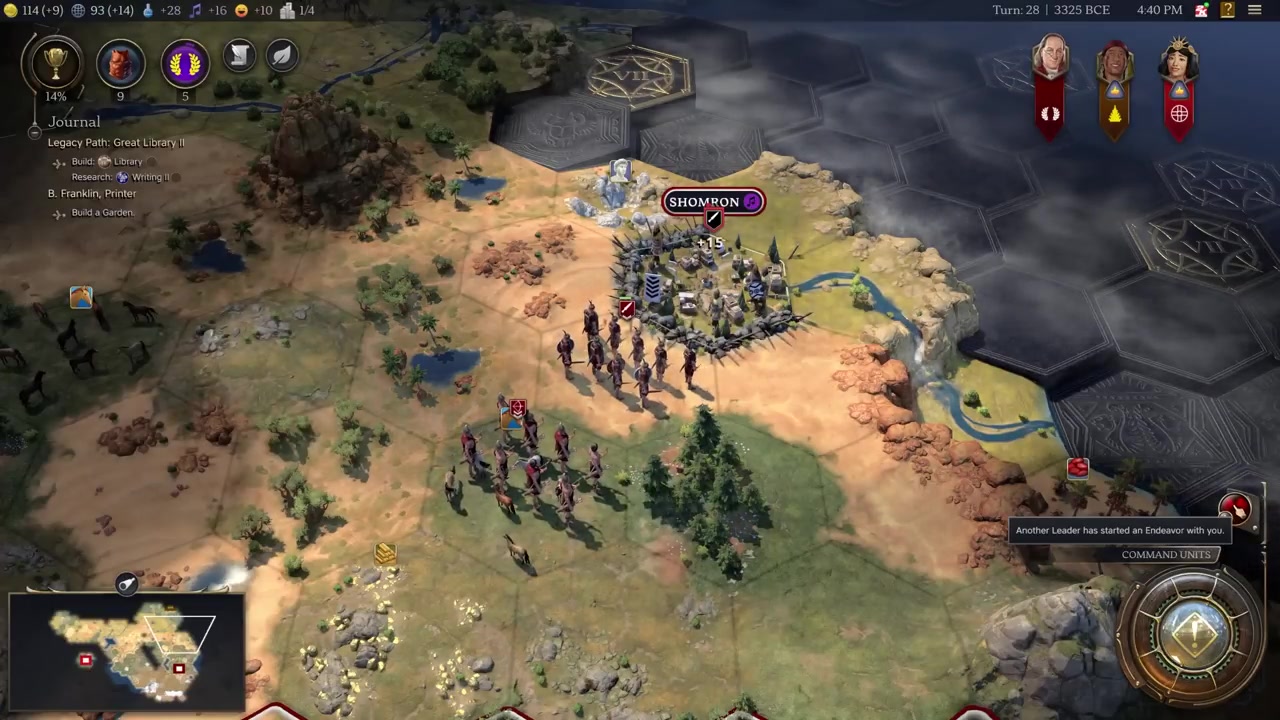 114 (+9) 93 (+14) +28 +16 +10 1/4
Turn: 28 | 3325 BCE 4:40 PM
?
14% 9 5
Journal
Legacy Path: Great Library II
Build: Library
Research: Writing II
B. Franklin, Printer
Build a Garden.
VII
SHOMRON
+15
VII
Another Leader has started an Endeavor with you.
COMMAND UNITS